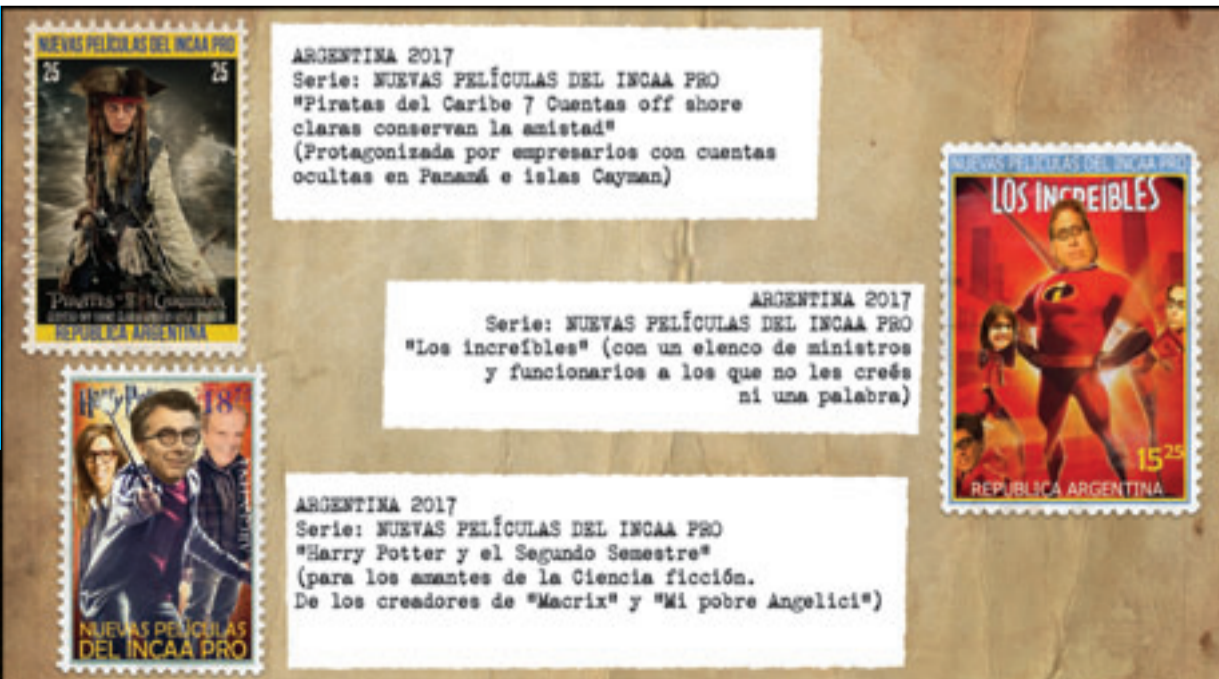 NUEVAS PELÍCULAS DEL INCAA PRO
25 25
REPUBLICA ARGENTINA
ARGENTINA 2017
Serie: NUEVAS PELÍCULAS DEL INCAA PRO
"Piratas del Caribe 7 Cuentas off shore
claras conservan la amistad"
(Protagonizada por empresarios con cuentas
ocultas en Panamá e islas Cayman)
NUEVAS PELICULAS DEL INCAA PRO
LOS INCREIBLES
15 25
REPUBLICA ARGENTINA
ARGENTINA 2017
Serie: NUEVAS PELÍCULAS DEL INCAA PRO
"Los increíbles" (con un elenco de ministros
y funcionarios a los que no les creés
ni una palabra)
Harry
18
NUEVAS PELICULAS
DEL INCAA PRO
ARGENTINA 2017
Serie: NUEVAS PELÍCULAS DEL INCAA PRO
"Harry Potter y el Segundo Semestre"
(para los amantes de la Ciencia ficción.
De los creadores de "Macrix" y "Mi pobre Angelici")